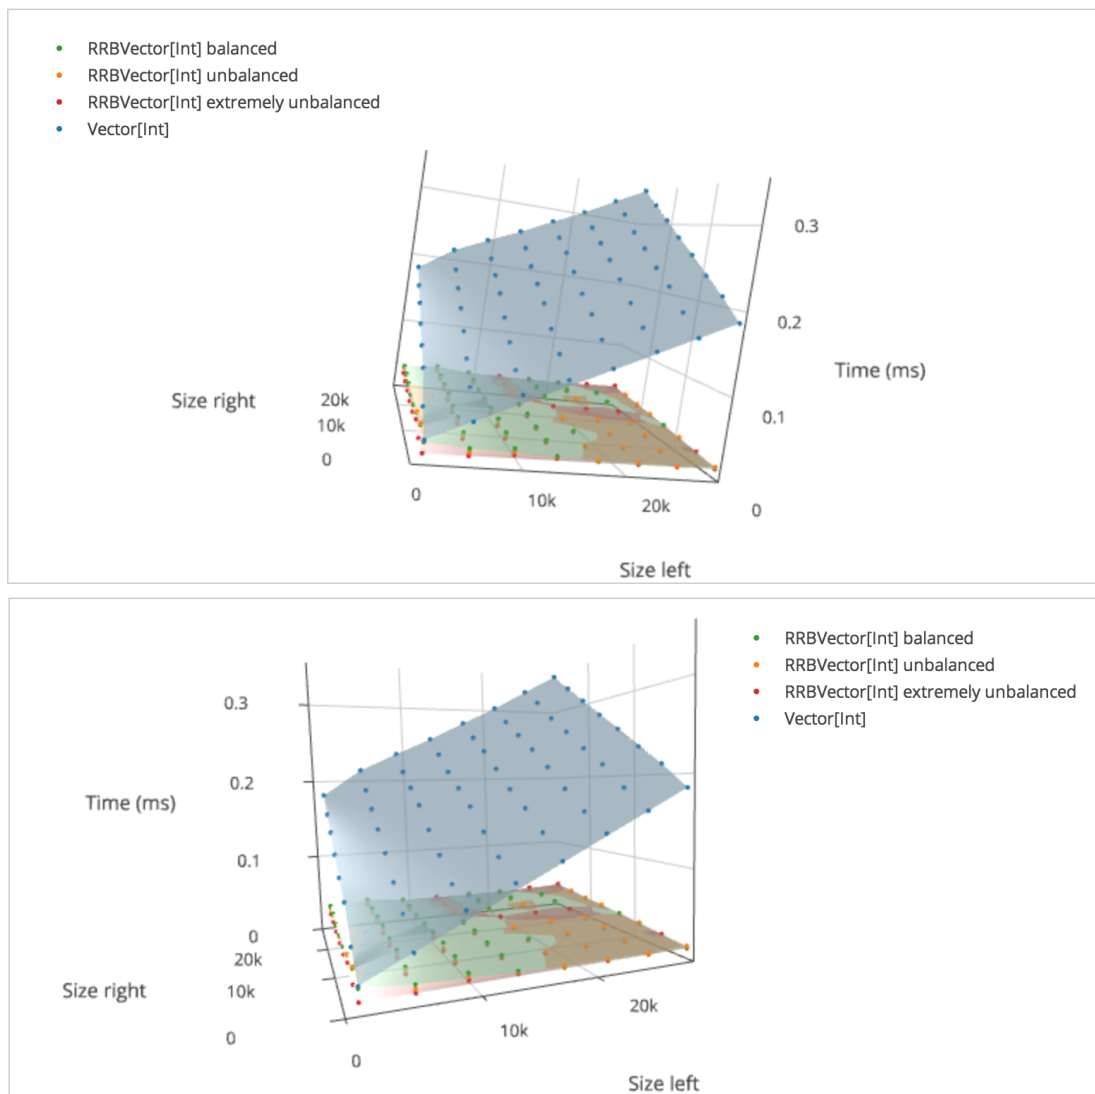 RRBVector[Int] balanced
RRBVector[Int] unbalanced
RRBVector[Int] extremely unbalanced
Vector[Int]
0.3
0.2
Time (ms)
Size right
20k
0.1
10k
0
0
10k
20k
0
Size left
RRBVector[Int] balanced
RRBVector[Int] unbalanced
RRBVector[Int] extremely unbalanced
Vector[Int]
0.3
0.2
Time (ms)
0.1
0
20k
Size right
10k
20k
10k
0
0
Size left